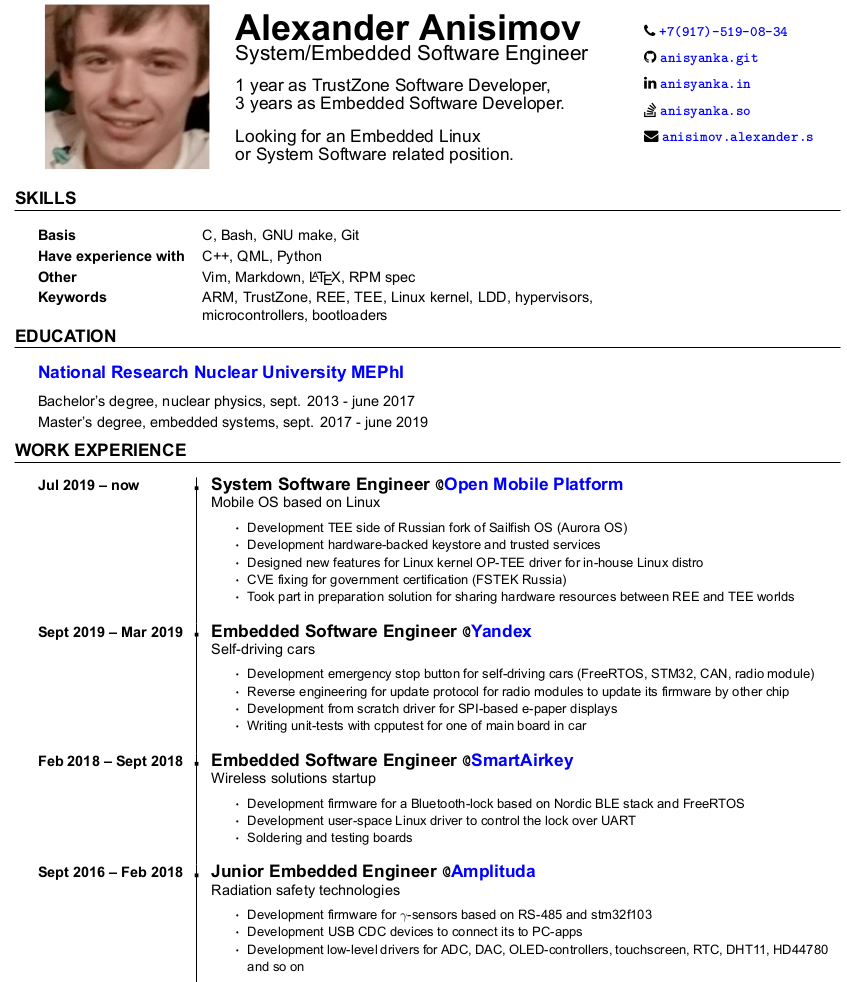 Alexander Anisimov
System/Embedded Software Engineer
1 year as TrustZone Software Developer,
3 years as Embedded Software Developer.
Looking for an Embedded Linux
or System Software related position.
+7(917)-519-08-34
anisyanka.git
anisyanka.in
anisyanka.so
anisimov.alexander.s
SKILLS
Basis C, Bash, GNU make, Git
Have experience with C++, QML, Python
Other Vim, Markdown, LATEX, RPM spec
Keywords ARM, TrustZone, REE, TEE, Linux kernel, LDD, hypervisors,
microcontrollers, bootloaders
EDUCATION
National Research Nuclear University MEPhI
Bachelor's degree, nuclear physics, sept. 2013 - june 2017
Master's degree, embedded systems, sept. 2017 - june 2019
WORK EXPERIENCE
Jul 2019 – now System Software Engineer @Open Mobile Platform
Mobile OS based on Linux
· Development TEE side of Russian fork of Sailfish OS (Aurora OS)
· Development hardware-backed keystore and trusted services
· Designed new features for Linux kernel OP-TEE driver for in-house Linux distro
· CVE fixing for government certification (FSTEK Russia)
· Took part in preparation solution for sharing hardware resources between REE and TEE worlds
Sept 2019 – Mar 2019 Embedded Software Engineer @Yandex
Self-driving cars
· Development emergency stop button for self-driving cars (FreeRTOS, STM32, CAN, radio module)
· Reverse engineering for update protocol for radio modules to update its firmware by other chip
· Development from scratch driver for SPI-based e-paper displays
· Writing unit-tests with cpputest for one of main board in car
Feb 2018 – Sept 2018 Embedded Software Engineer @SmartAirkey
Wireless solutions startup
· Development firmware for a Bluetooth-lock based on Nordic BLE stack and FreeRTOS
· Development user-space Linux driver to control the lock over UART
· Soldering and testing boards
Sept 2016 – Feb 2018 Junior Embedded Engineer @Amplituda
Radiation safety technologies
· Development firmware for γ-sensors based on RS-485 and stm32f103
· Development USB CDC devices to connect its to PC-apps
· Development low-level drivers for ADC, DAC, OLED-controllers, touchscreen, RTC, DHT11, HD44780
and so on